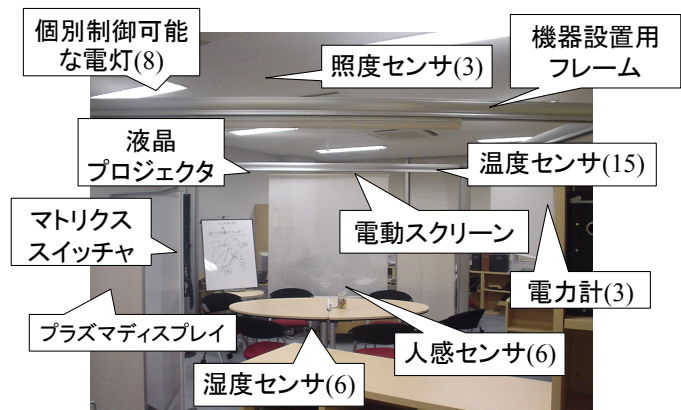 個別制御可能
な電灯(8)
照度センサ(3)
機器設置用
フレーム
液晶
プロジェクタ
温度センサ(15)
マトリクス
スイッチャ
電動スクリーン
電力計(3)
プラズマディスプレイ
人感センサ(6)
湿度センサ(6)